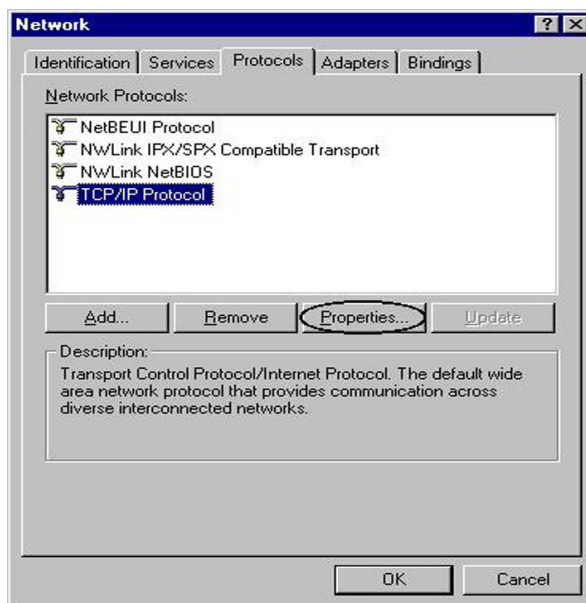 Network
Identification Services Protocols Adapters Bindings
Network Protocols:
NetBEUI Protocol
NWLink IPX/SPX Compatible Transport
NWLink NetBIOS
TCP/IP Protocol
Add... Remove Properties... Update
Description:
Transport Control Protocol/Internet Protocol. The default wide
area network protocol that provides communication across
diverse interconnected networks.
OK Cancel